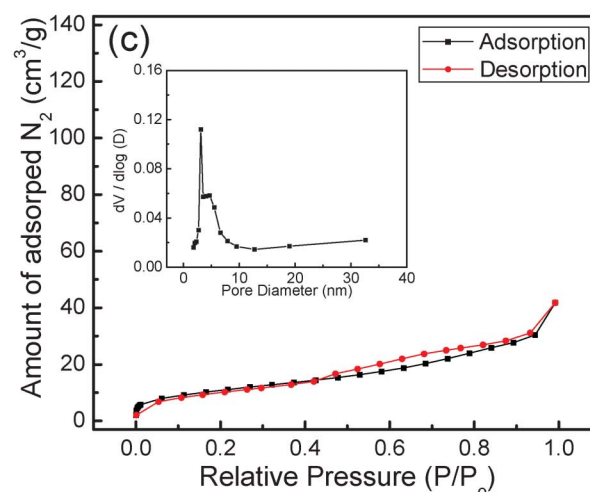 (c)
Adsorption
Desorption
Amount of adsorped N₂ (cm³/g)
140
120
100
80
60
40
20
0
0.0 0.2 0.4 0.6 0.8 1.0
Relative Pressure (P/P₀)
dV / dlog (D)
0.16
0.12
0.08
0.04
0.00
0 10 20 30 40
Pore Diameter (nm)